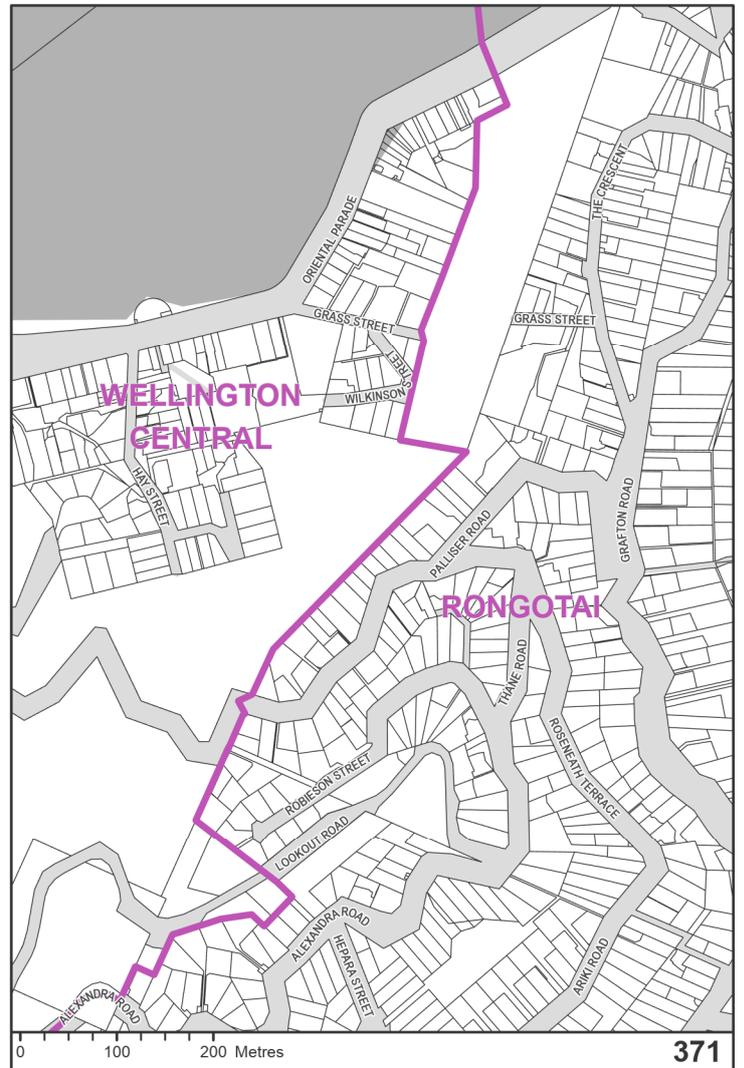 THE CRESCENT
ORIENTAL PARADE
GRASS STREET
GRASS STREET
WILKINSON STREET
WELLINGTON
CENTRAL
HAY STREET
PALLISER ROAD
GRAFTON ROAD
RONGOTAI
THANE ROAD
ROSENEATH TERRACE
ROBIESON STREET
LOOKOUT ROAD
ALEXANDRA ROAD
HEPARA STREET
ARIKI ROAD
ALEXANDRA ROAD
0 100 200 Metres
371